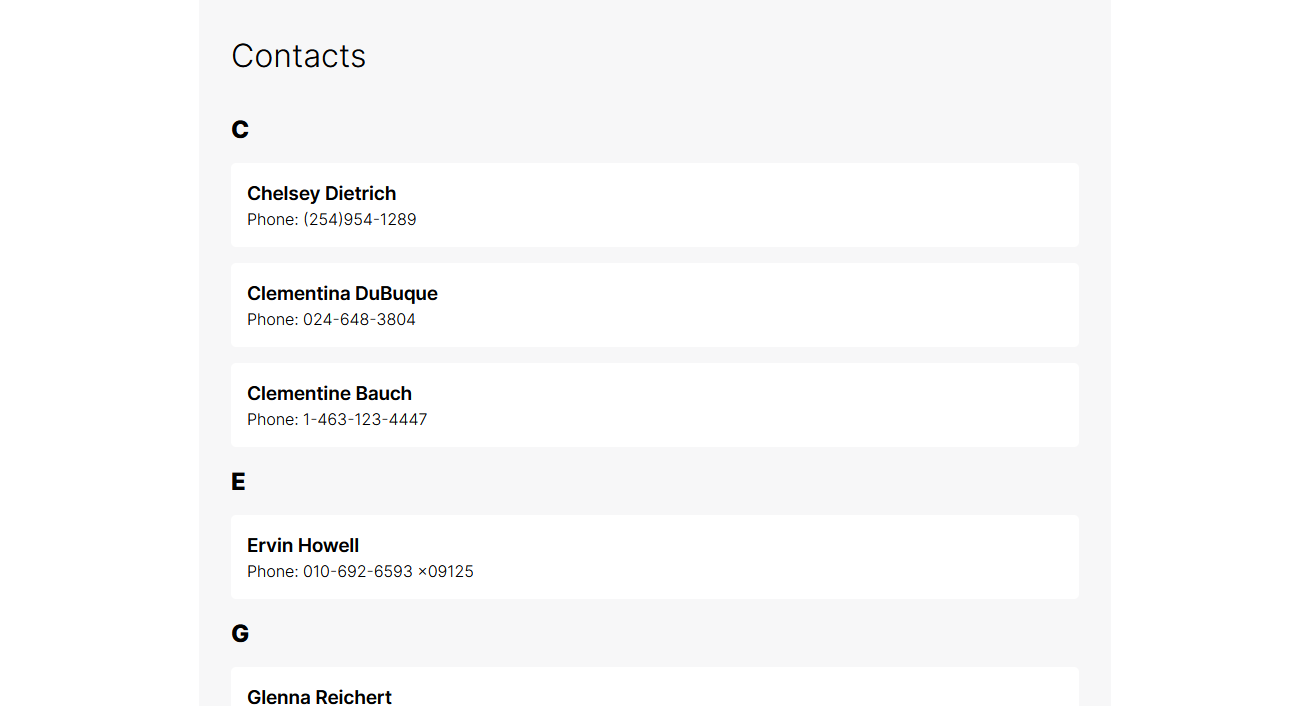 Contacts
C
Chelsey Dietrich
Phone: (254)954-1289
Clementina DuBuque
Phone: 024-648-3804
Clementine Bauch
Phone: 1-463-123-4447
E
Ervin Howell
Phone: 010-692-6593 ×09125
G
Glenna Reichert